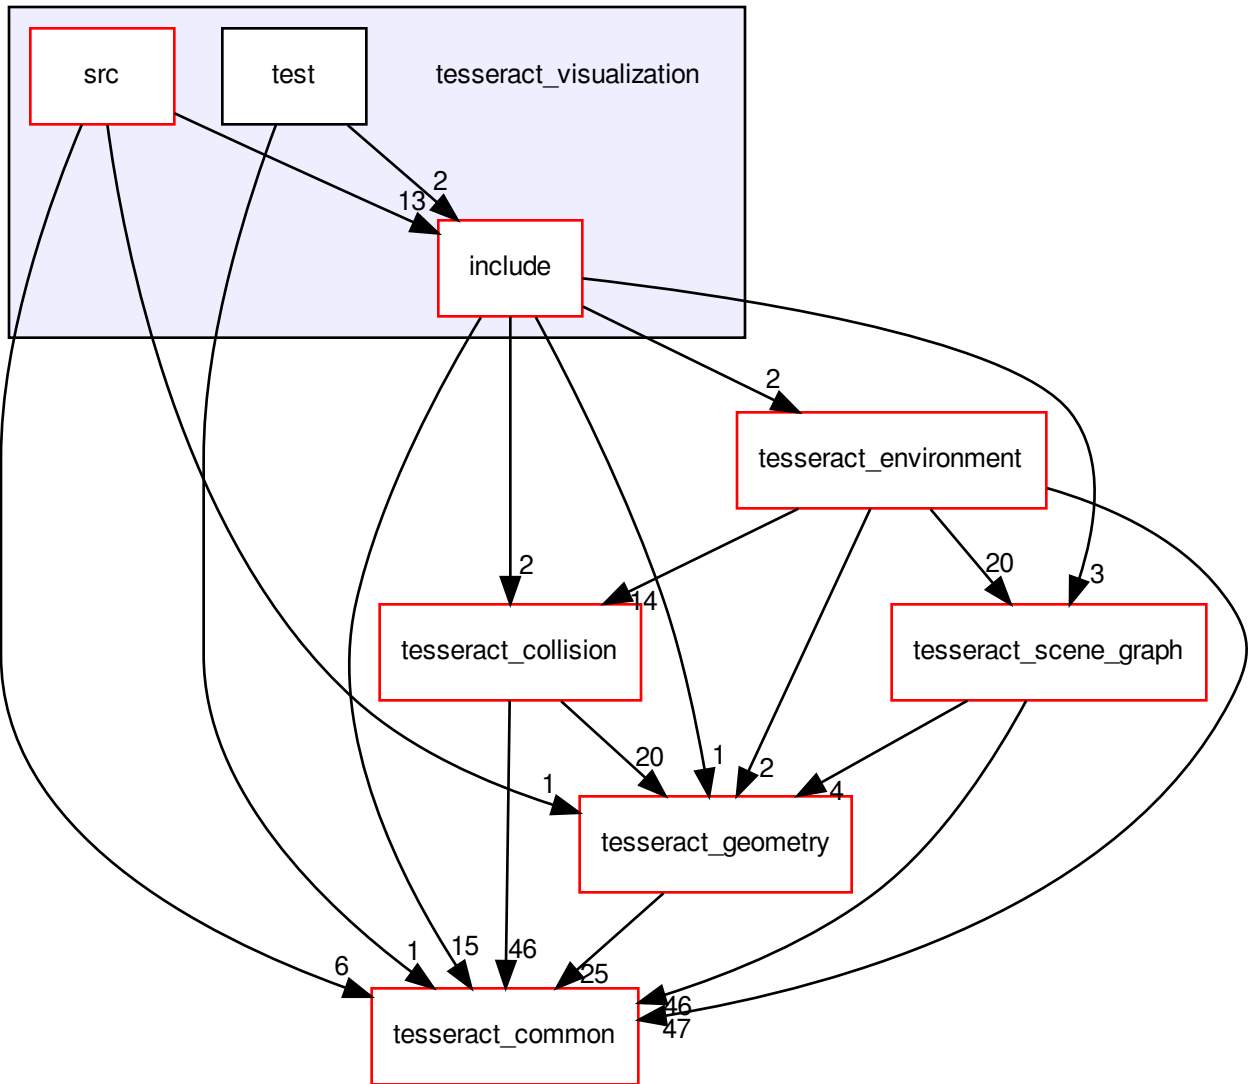 src
test
tesseract_visualization
2
13
include
2
tesseract_environment
2
20
3
14
tesseract_collision
tesseract_scene_graph
1
20
2
1
4
tesseract_geometry
15
46
1
6
25
46
47
tesseract_common